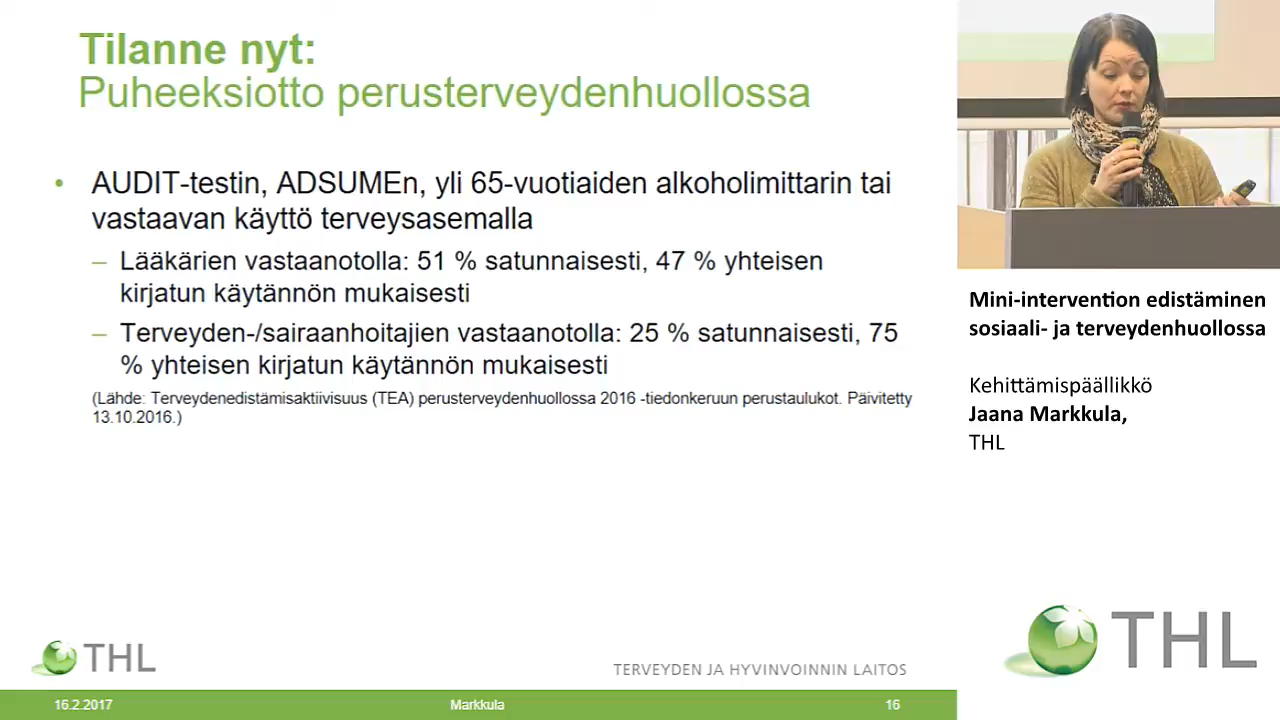 Tilanne nyt:
Puheeksiotto perusterveydenhuollossa
• AUDIT-testin, ADSUMEn, yli 65-vuotiaiden alkoholimittarin tai
vastaavan käyttö terveysasemalla
– Lääkärien vastaanotolla: 51 % satunnaisesti, 47 % yhteisen
kirjatun käytännön mukaisesti
– Terveyden-/sairaanhoitajien vastaanotolla: 25 % satunnaisesti, 75
% yhteisen kirjatun käytännön mukaisesti
(Lähde: Terveydenedistämisaktiivisuus (TEA) perusterveydenhuollossa 2016 -tiedonkeruun perustaulukot. Päivitetty
13.10.2016.)
THL
TERVEYDEN JA HYVINVOINNIN LAITOS
16.2.2017
Markkula
16
Mini-intervention edistäminen
sosiaali- ja terveydenhuollossa
Kehittämispäällikkö
Jaana Markkula,
THL
THL